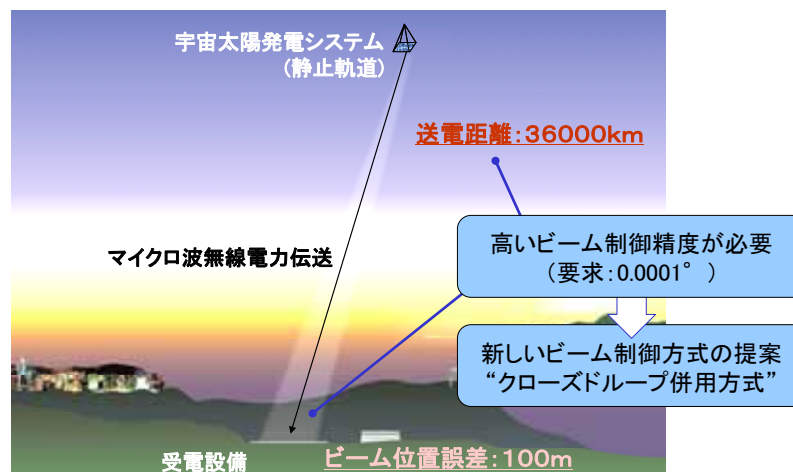 宇宙太陽発電システム
(静止軌道)
送電距離：36000km
マイクロ波無線電力伝送
高いビーム制御精度が必要
（要求：0.0001°）
新しいビーム制御方式の提案
“クローズドループ併用方式”
受電設備
ビーム位置誤差：100m